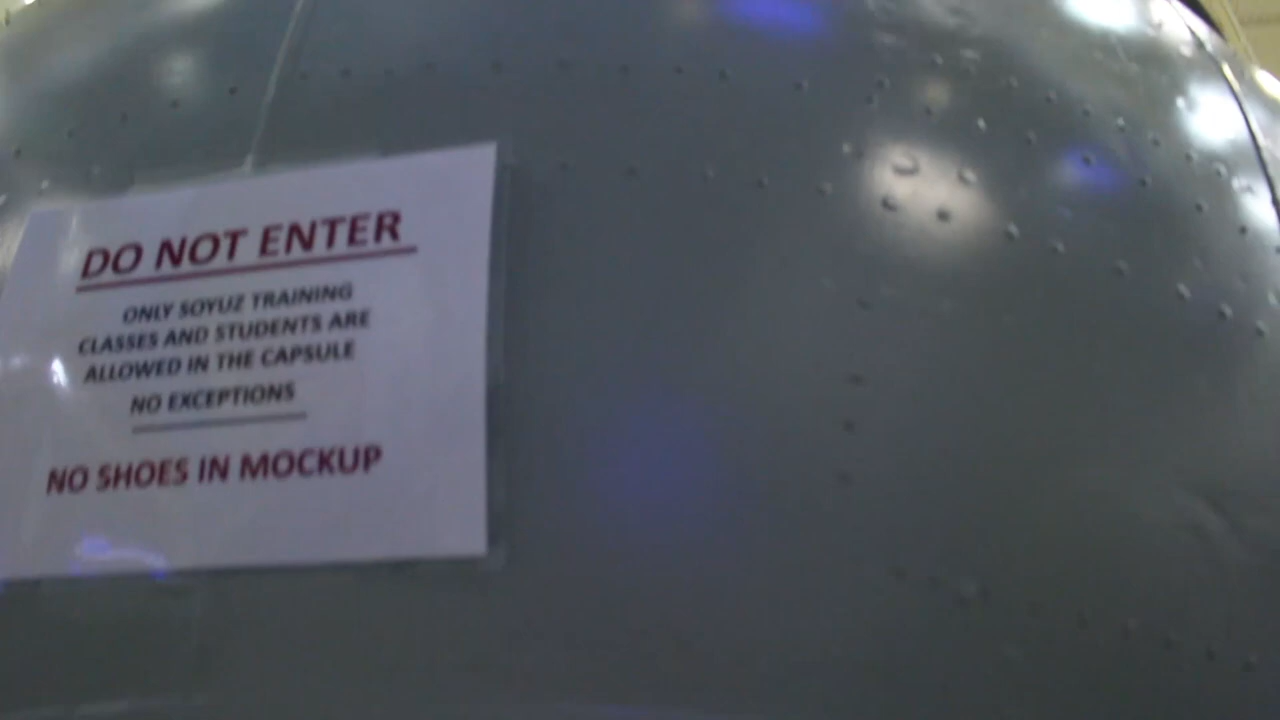 DO NOT ENTER
ONLY SOYUZ TRAINING
CLASSES AND STUDENTS ARE
ALLOWED IN THE CAPSULE
NO EXCEPTIONS
NO SHOES IN MOCKUP